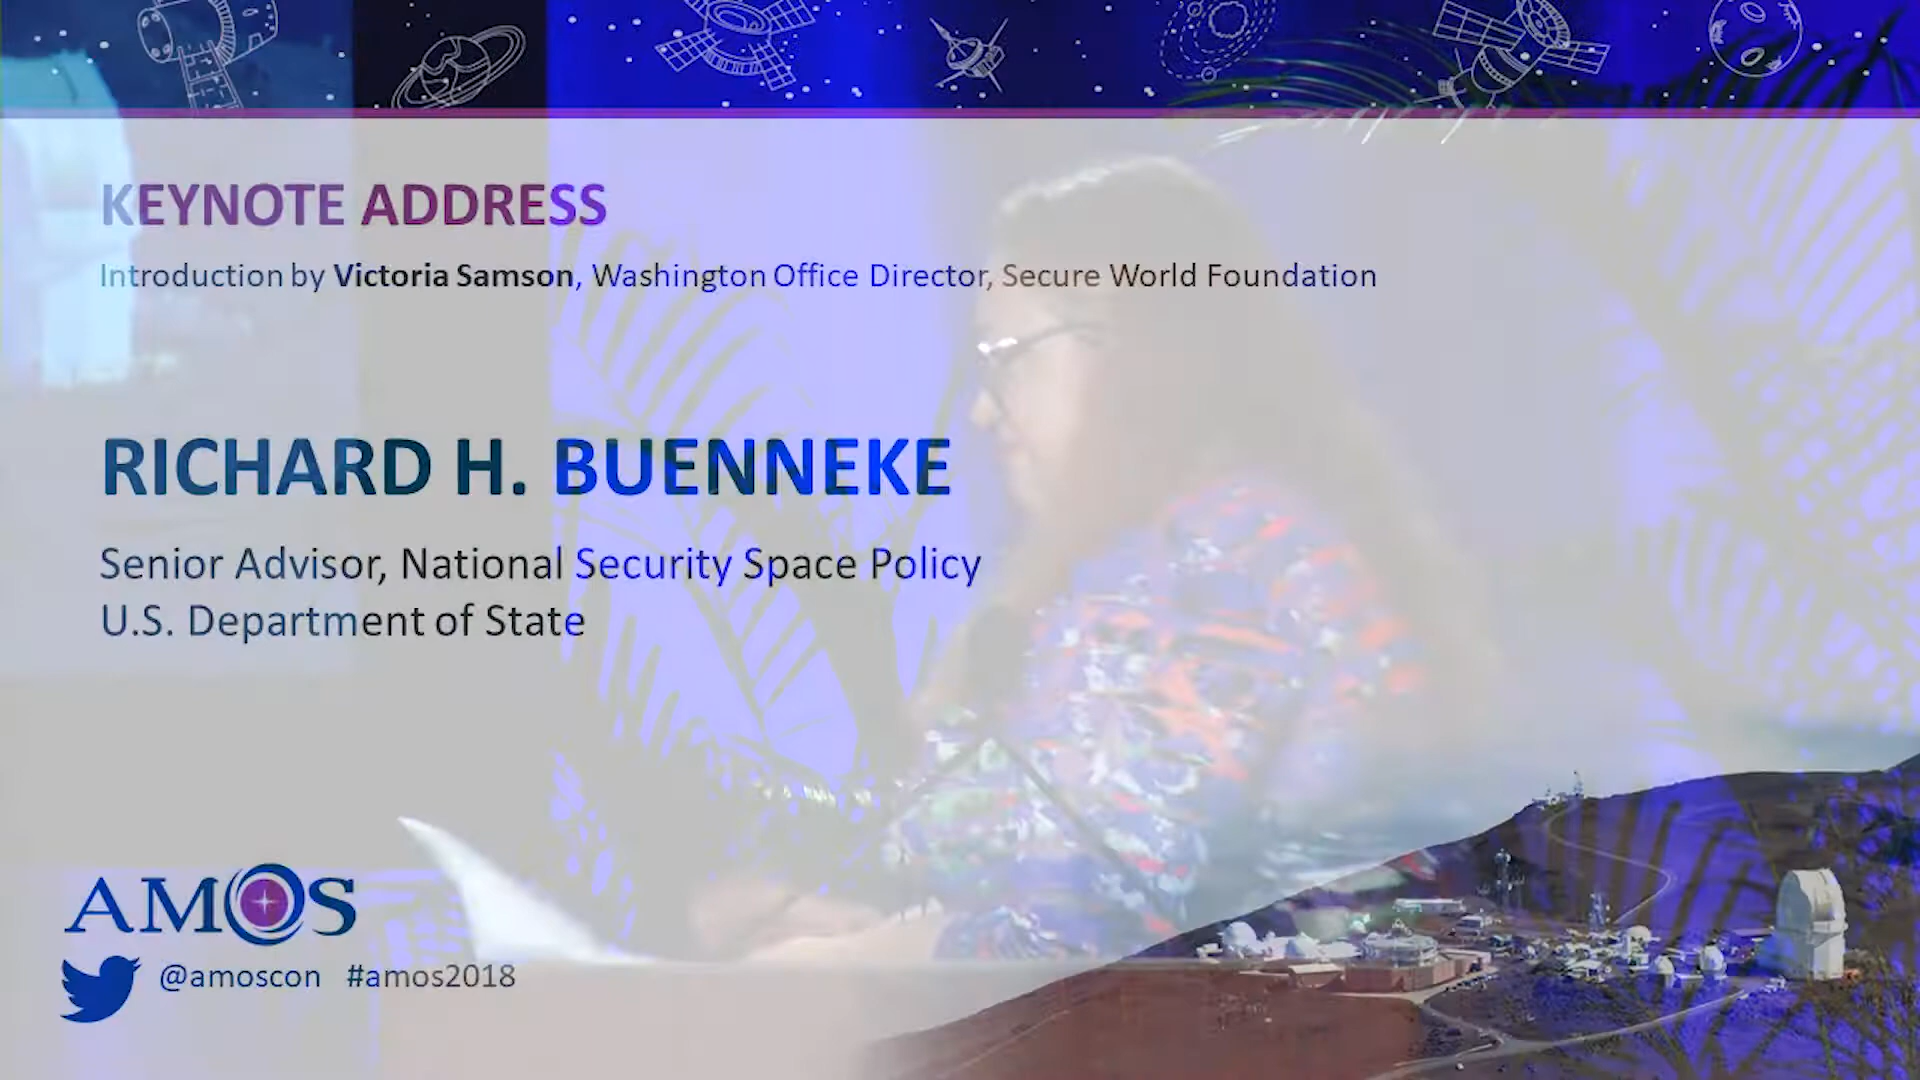 KEYNOTE ADDRESS
Introduction by Victoria Samson, Washington Office Director, Secure World Foundation
RICHARD H. BUENNEKE
Senior Advisor, National Security Space Policy
U.S. Department of State
AMOS
@amoscon #amos2018